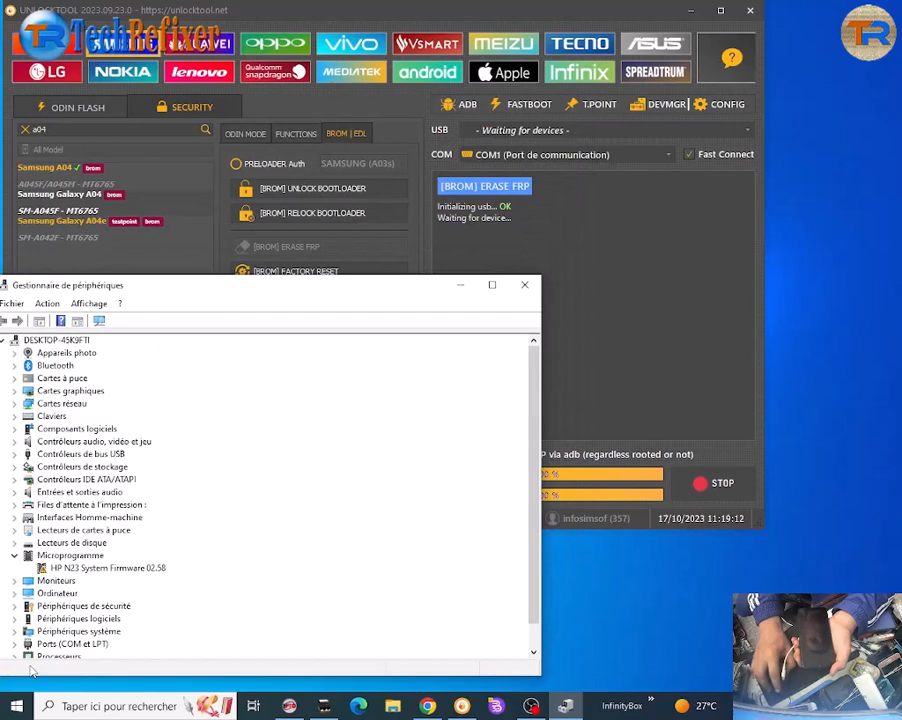 UNLOCKTOOL 2023.09.23.0 - https://unlocktool.net
TR TechRefixer
TR
HUAWEI oppo vivo VSMART MEIZU TECNO ASUS
LG NOKIA lenovo Qualcomm snapdragon MEDIATEK android Apple Infinix SPREADTRUM
?
ODIN FLASH SECURITY
ADB FASTBOOT T.POINT DEVMGR CONFIG
a04
ODIN MODE FUNCTIONS BROM | EDL
USB - Waiting for devices -
All Model
COM COM1 (Port de communication) Fast Connect
Samsung A04 ✓ brom
A045F/A045M - MT6765
Samsung Galaxy A04 brom
SM-A045F - MT6765
Samsung Galaxy A04e testpoint brom
SM-A042F - MT6765
PRELOADER Auth SAMSUNG (A03s)
[BROM] UNLOCK BOOTLOADER
[BROM] RELOCK BOOTLOADER
[BROM] ERASE FRP
[BROM] FACTORY RESET
[BROM] ERASE FRP
Initializing usb... OK
Waiting for device...
P via adb (regardless rooted or not)
00 %
00 %
STOP
infosimsof (357) 17/10/2023 11:19:12
Gestionnaire de périphériques
Fichier Action Affichage ?
DESKTOP-45K9FTI
Appareils photo
Bluetooth
Cartes à puce
Cartes graphiques
Cartes réseau
Claviers
Composants logiciels
Contrôleurs audio, vidéo et jeu
Contrôleurs de bus USB
Contrôleurs de stockage
Contrôleurs IDE ATA/ATAPI
Entrées et sorties audio
Files d'attente à l'impression :
Interfaces Homme-machine
Lecteurs de cartes à puce
Lecteurs de disque
Microprogramme
HP N23 System Firmware 02.58
Moniteurs
Ordinateur
Périphériques de sécurité
Périphériques logiciels
Périphériques système
Ports (COM et LPT)
Processeurs
Taper ici pour rechercher
InfinityBox
»
27°C